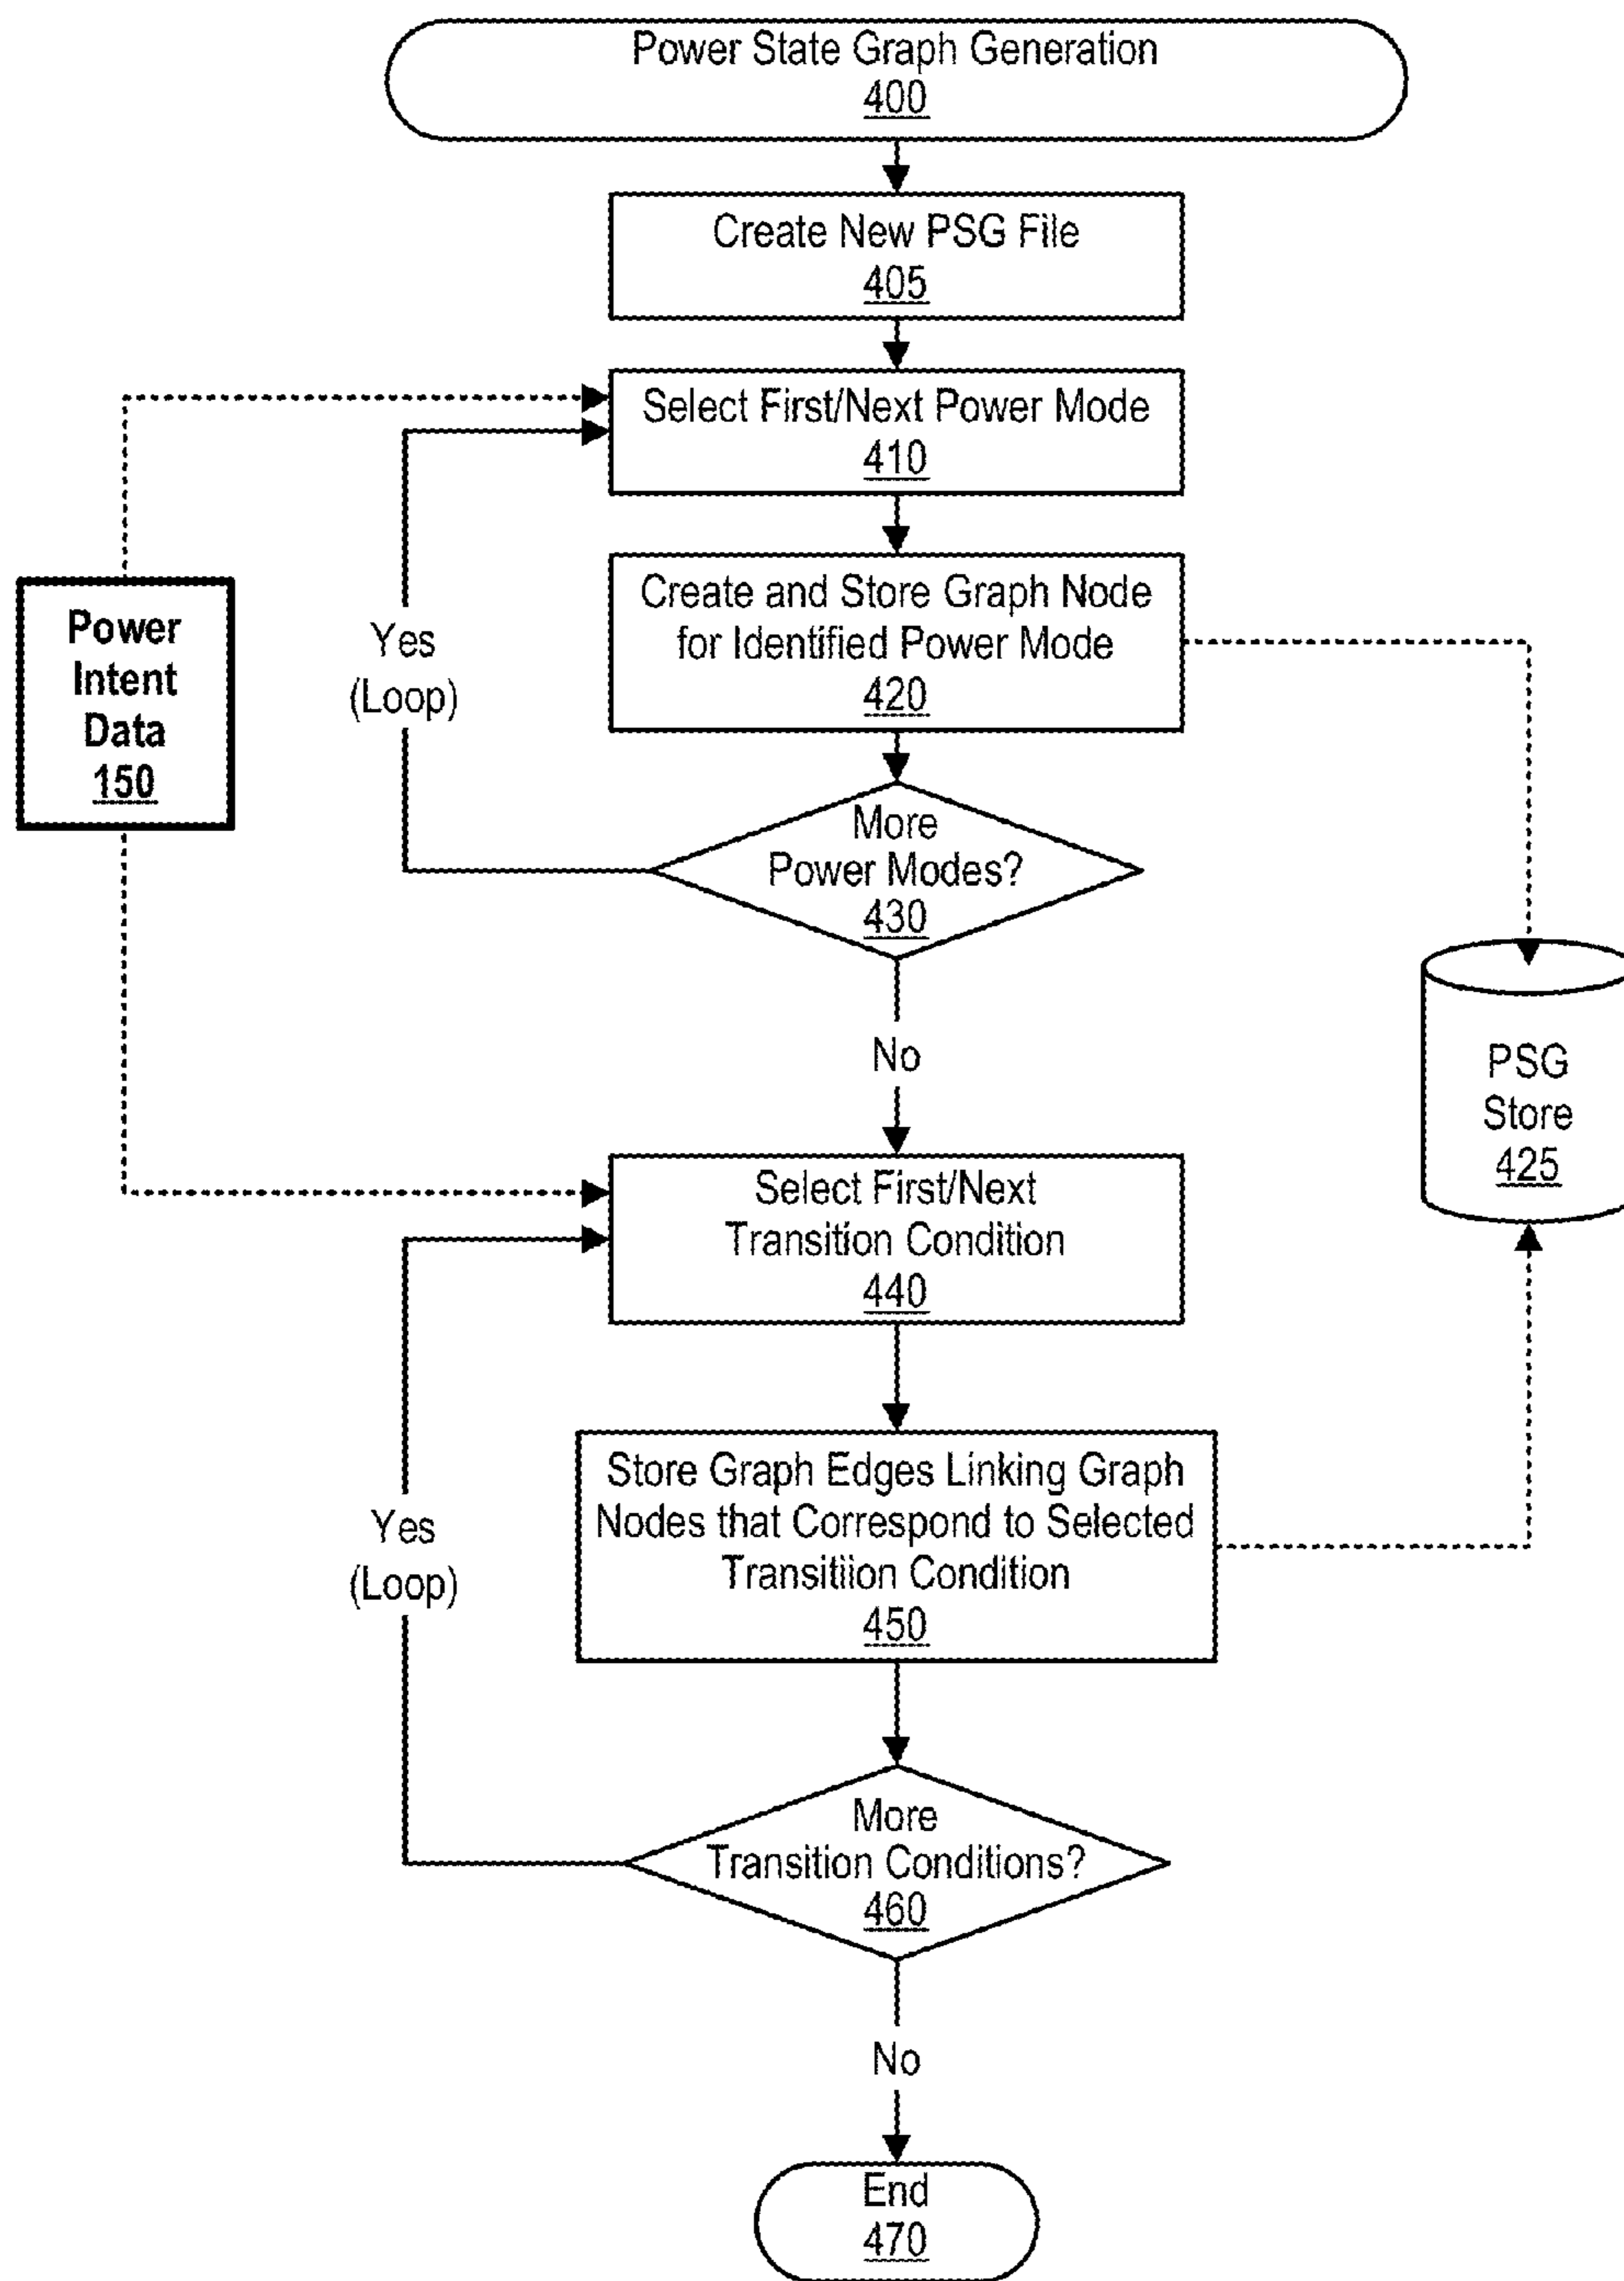 Power State Graph Generation
400
Create New PSG File
405
Select First/Next Power Mode
410
Create and Store Graph Node
for Identified Power Mode
420
Power
Intent
Data
150
Yes
(Loop)
More
Power Modes?
430
No
PSG
Store
425
Select First/Next
Transition Condition
440
Store Graph Edges Linking Graph
Nodes that Correspond to Selected
Transitiion Condition
450
Yes
(Loop)
More
Transition Conditions?
460
No
End
470